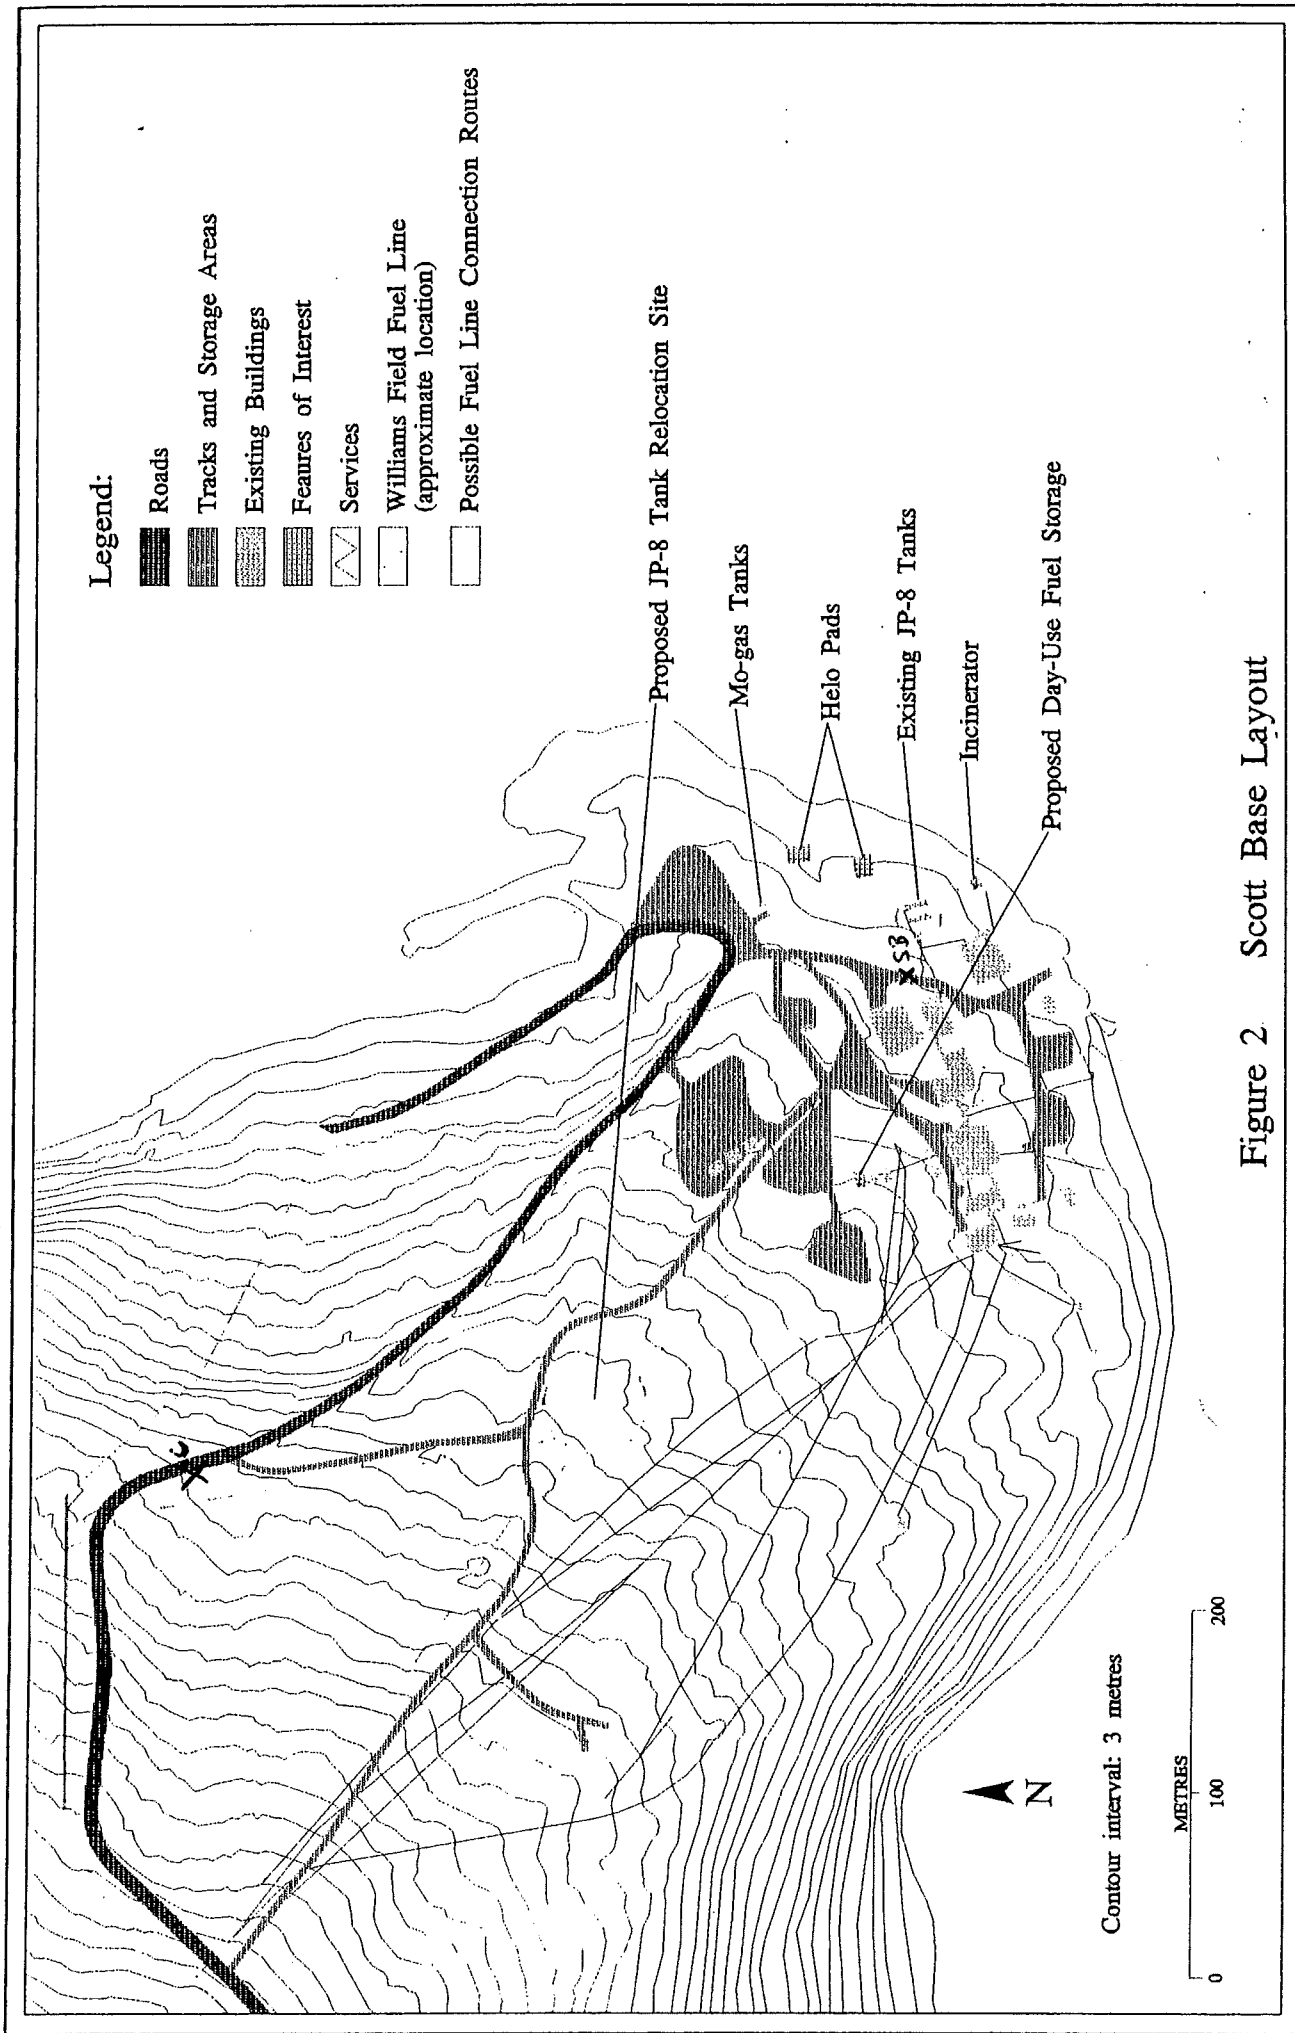 Legend:
Roads
Tracks and Storage Areas
Existing Buildings
Feaures of Interest
Services
Williams Field Fuel Line
(approximate location)
Possible Fuel Line Connection Routes
Proposed JP-8 Tank Relocation Site
Mo-gas Tanks
Helo Pads
Existing JP-8 Tanks
Incinerator
Proposed Day-Use Fuel Storage
XSB
N
Contour interval: 3 metres
METRES
0 100 200
Figure 2 Scott Base Layout